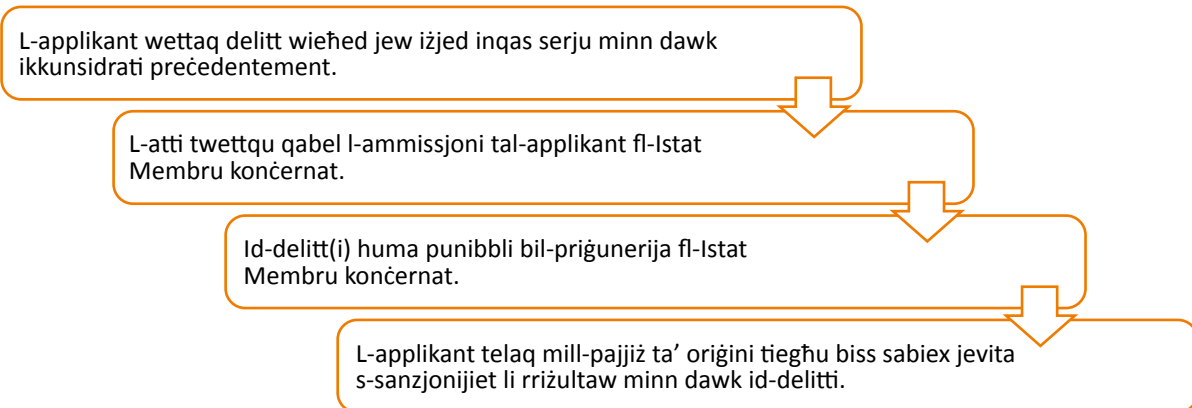 L-applikant wettaq delitt wieħed jew iżjed inqas serju minn dawk
ikkunsidrati preċedentement.
L-atti twettqu qabel l-ammissjoni tal-applikant fl-Istat
Membru konċernat.
Id-delitt(i) huma punibbli bil-priġunerija fl-Istat
Membru konċernat.
L-applikant telaq mill-pajjiż ta’ oriġini tiegħu biss sabiex jevita
s-sanzjonijiet li rriżultaw minn dawk id-delitti.